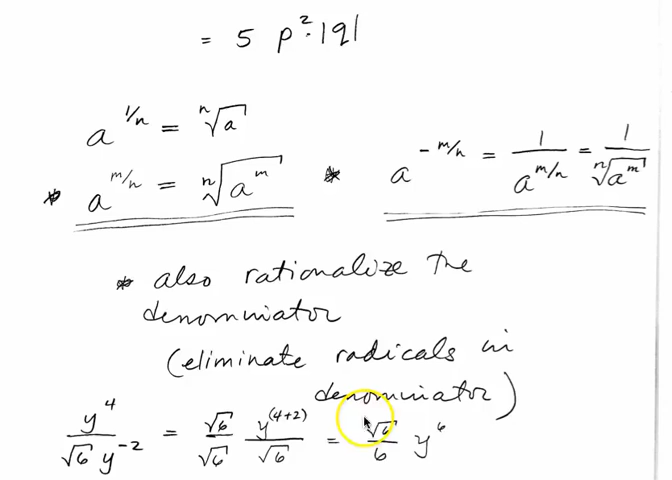 = 5 p²·|q|
a^{1/n} = ⁿ√a
* a^{m/n} = ⁿ√(a^m) * a^{-m/n} = 1/a^{m/n} = 1/ⁿ√(a^m)
* also rationalize the
denominator
(eliminate radicals in
denominator)
y⁴/(√6 y⁻²) = √6/√6 y^{(4+2)}/√6 = √6/6 y⁶